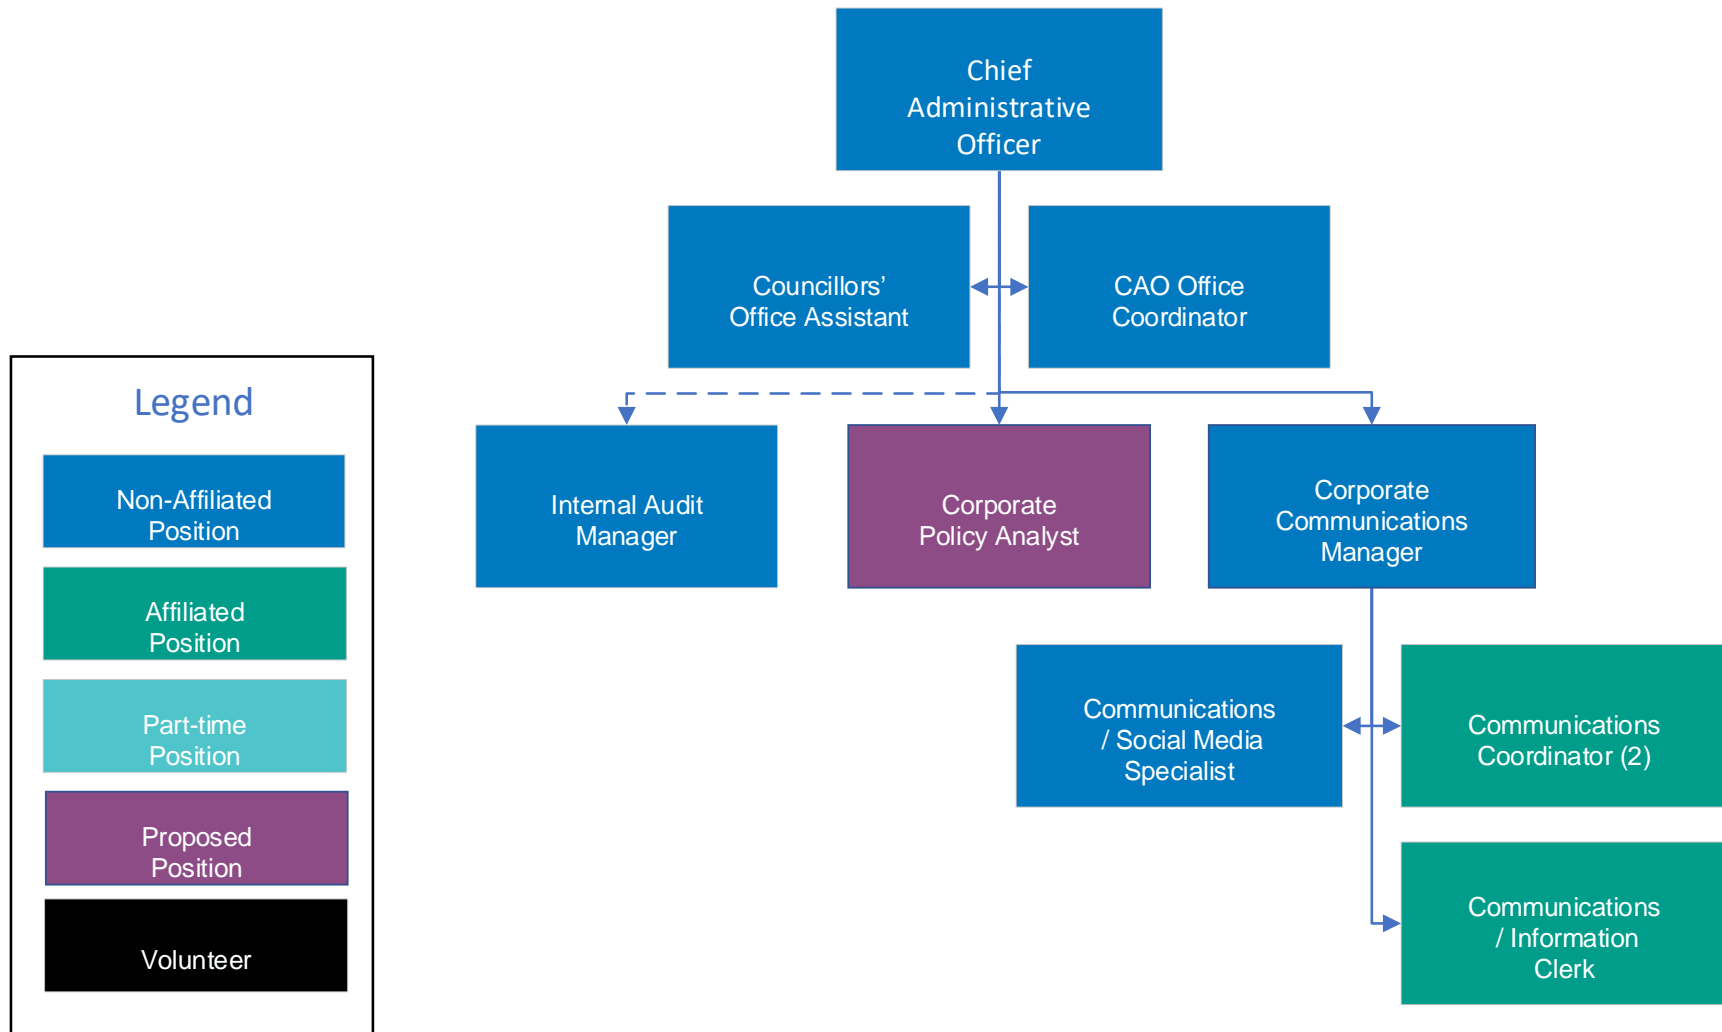 Chief
Administrative
Officer
Councillors’
Office Assistant
CAO Office
Coordinator
Legend
Non-Affiliated
Position
Affiliated
Position
Part-time
Position
Proposed
Position
Volunteer
Internal Audit
Manager
Corporate
Policy Analyst
Corporate
Communications
Manager
Communications
/ Social Media
Specialist
Communications
Coordinator (2)
Communications
/ Information
Clerk